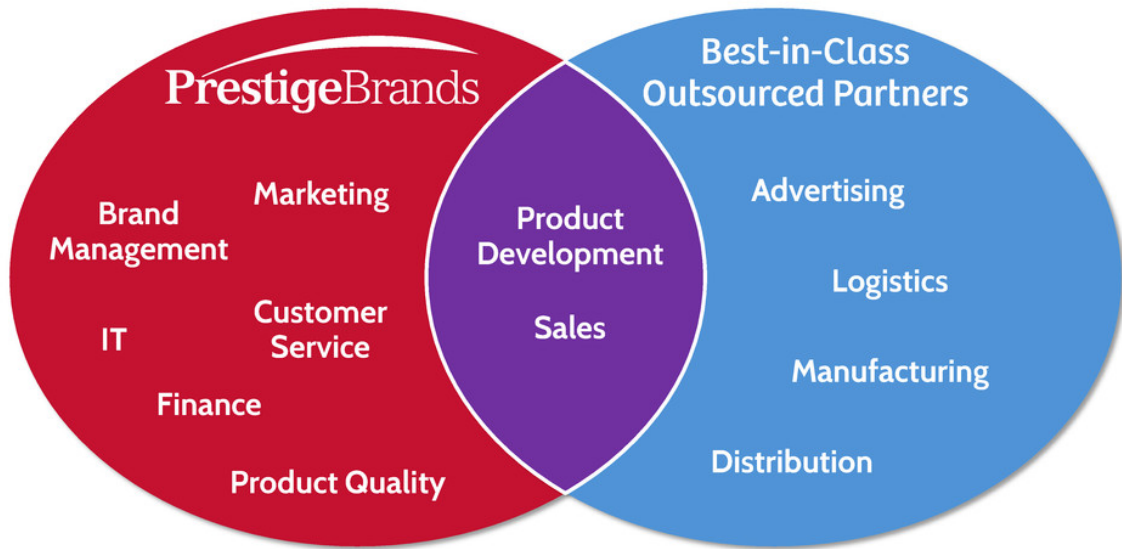 PrestigeBrands
Marketing
Brand
Management
Customer
Service
IT
Finance
Product Quality
Product
Development
Sales
Best-in-Class
Outsourced Partners
Advertising
Logistics
Manufacturing
Distribution